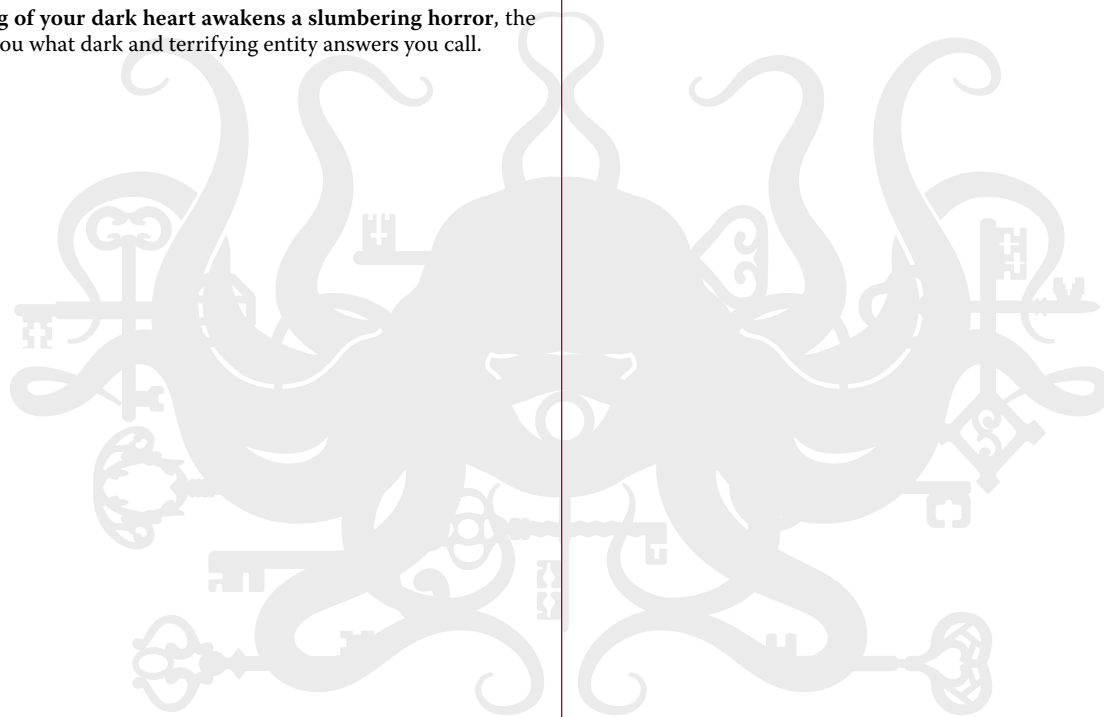 g of your dark heart awakens a slumbering horror, the
ou what dark and terrifying entity answers you call.